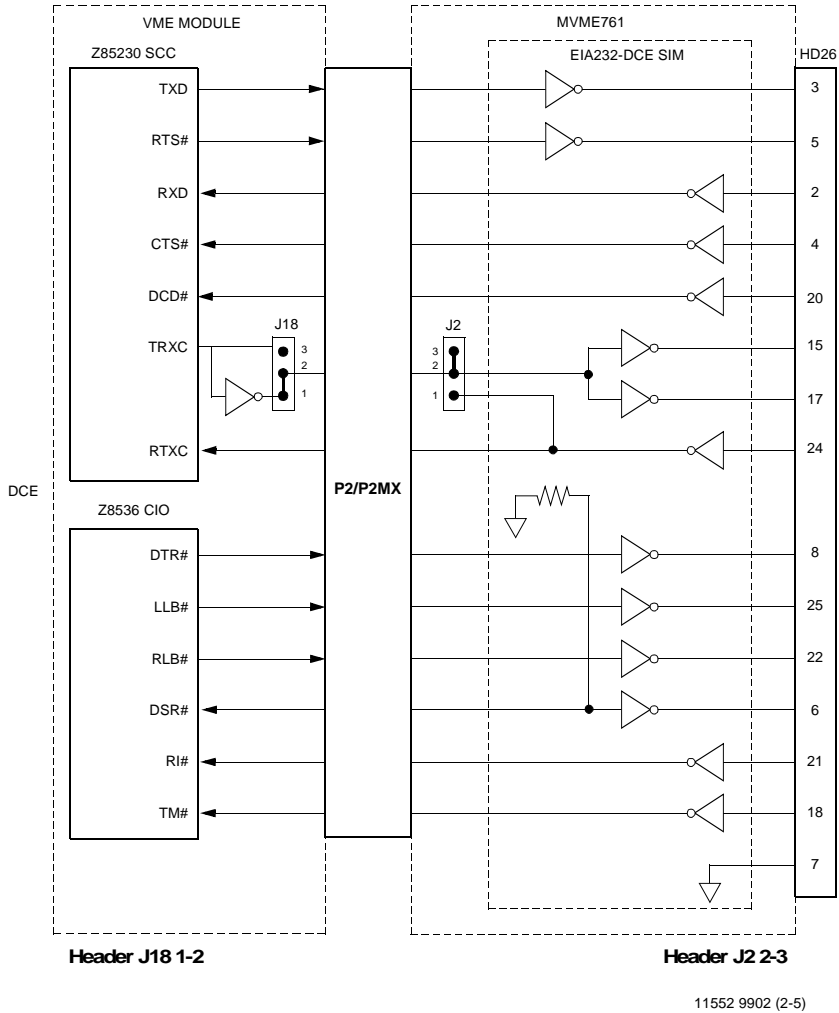 VME MODULE
MVME761
Z85230 SCC
EIA232-DCE SIM
HD26
TXD
3
RTS#
5
RXD
2
CTS#
4
DCD#
20
J18
J2
TRXC
3
2
1
3
2
1
15
17
RTXC
24
DCE
P2/P2MX
Z8536 CIO
DTR#
8
LLB#
25
RLB#
22
DSR#
6
RI#
21
TM#
18
7
Header J18 1-2
Header J2 2-3
11552 9902 (2-5)